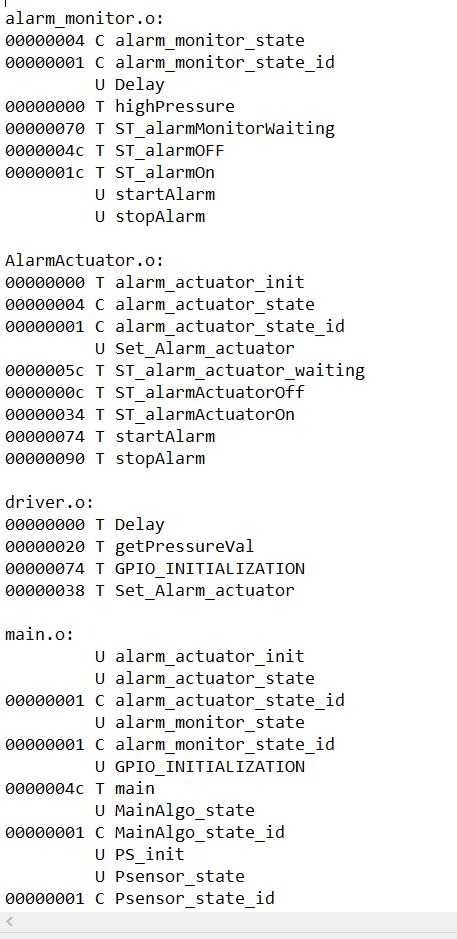 alarm_monitor.o:
00000004 C alarm_monitor_state
00000001 C alarm_monitor_state_id
         U Delay
00000000 T highPressure
00000070 T ST_alarmMonitorWaiting
0000004c T ST_alarmOFF
0000001c T ST_alarmOn
         U startAlarm
         U stopAlarm

AlarmActuator.o:
00000000 T alarm_actuator_init
00000004 C alarm_actuator_state
00000001 C alarm_actuator_state_id
         U Set_Alarm_actuator
0000005c T ST_alarm_actuator_waiting
0000000c T ST_alarmActuatorOff
00000034 T ST_alarmActuatorOn
00000074 T startAlarm
00000090 T stopAlarm

driver.o:
00000000 T Delay
00000020 T getPressureVal
00000074 T GPIO_INITIALIZATION
00000038 T Set_Alarm_actuator

main.o:
         U alarm_actuator_init
         U alarm_actuator_state
00000001 C alarm_actuator_state_id
         U alarm_monitor_state
00000001 C alarm_monitor_state_id
         U GPIO_INITIALIZATION
0000004c T main
         U MainAlgo_state
00000001 C MainAlgo_state_id
         U PS_init
         U Psensor_state
00000001 C Psensor_state_id